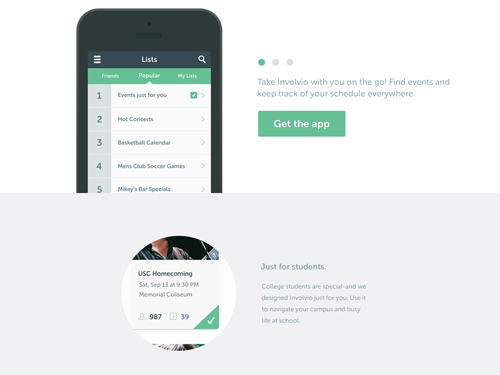 Lists
Friends
Popular
My Lists
1 Events just for you
2 Hot Concerts
3 Basketball Calendar
4 Mens Club Soccer Games
5 Mikey's Bar Specials
Take Involvio with you on the go! Find events and
keep track of your schedule everywhere.
Get the app
USC Homecoming
Sat, Sep 13 at 9:30 PM
Memorial Coliseum
987 39
Just for students.
College students are special-and we
designed Involvio just for you. Use it
to navigate your campus and busy
life at school.